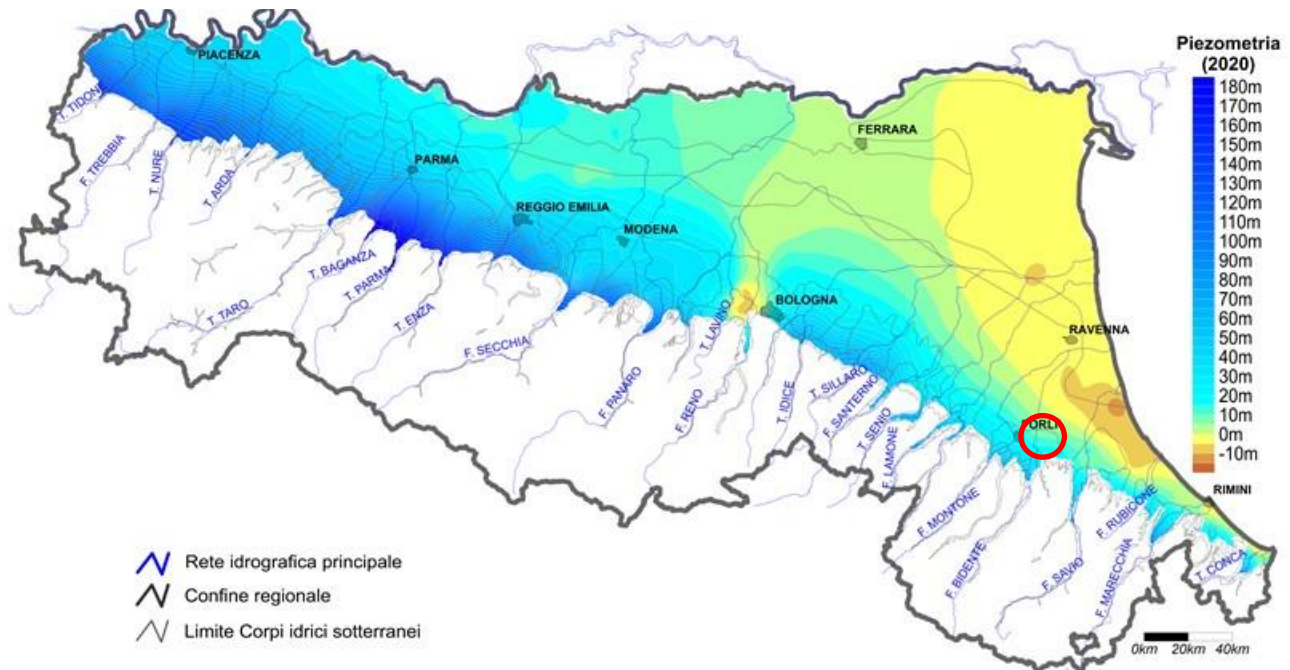 Piezometria
(2020)
180m
170m
160m
150m
140m
130m
120m
110m
100m
90m
80m
70m
60m
50m
40m
30m
20m
10m
0m
-10m
PIACENZA
PARMA
REGGIO EMILIA
MODENA
BOLOGNA
FERRARA
RAVENNA
FORLI
RIMINI
T. TIDONE
F. TREBBIA
T. NURE
T. ARDA
F. TARO
T. BAGANZA
T. PARMA
T. ENZA
F. SECCHIA
F. PANARO
T. LAVINO
F. RENO
T. IDICE
T. SILLARO
F. SANTERNO
T. SENIO
F. LAMONE
F. MONTONE
F. BIDENTE
F. SAVIO
F. RUBICONE
F. MARECCHIA
T. CONCA
Rete idrografica principale
Confine regionale
Limite Corpi idrici sotterranei
0km 20km 40km